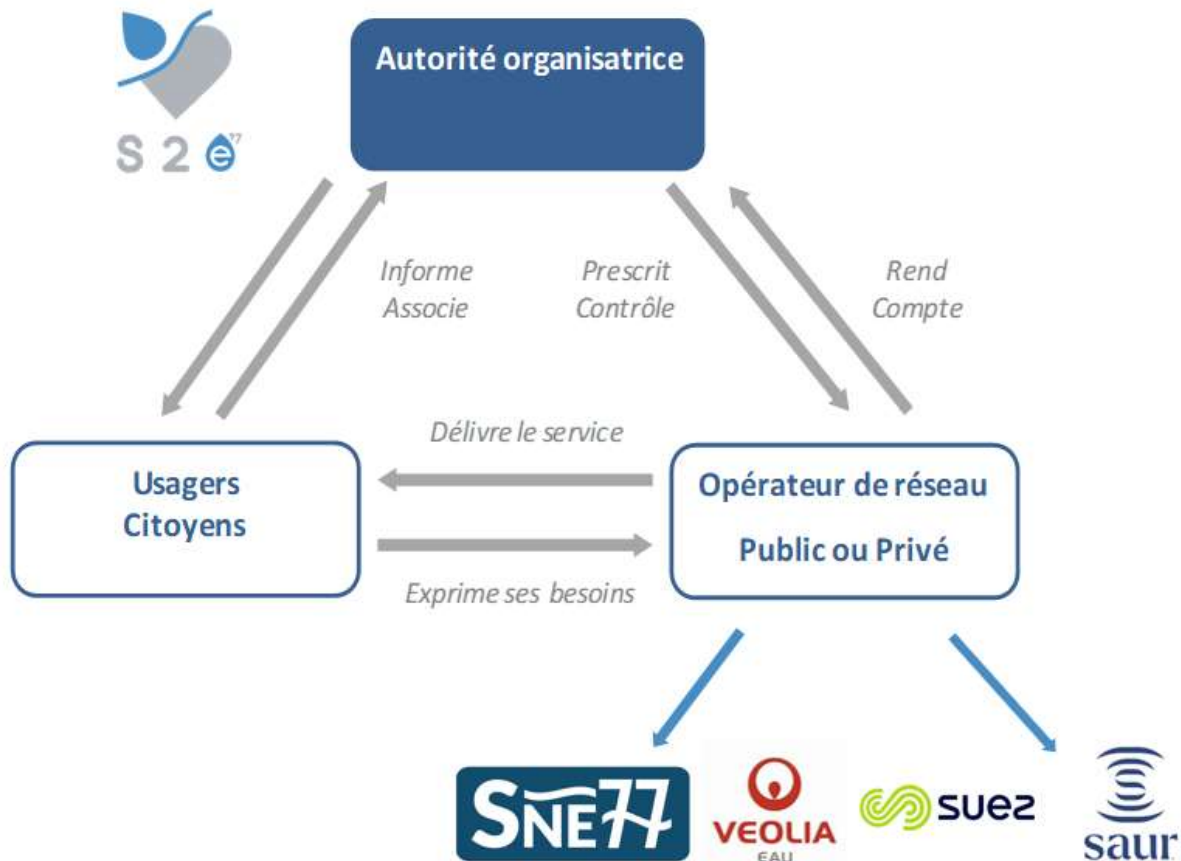 Autorité organisatrice
S 2 e 77
Informe
Associe
Prescrit
Contrôle
Rend
Compte
Délivre le service
Usagers
Citoyens
Opérateur de réseau
Public ou Privé
Exprime ses besoins
SNE77
VEOLIA
EAU
suez
saur